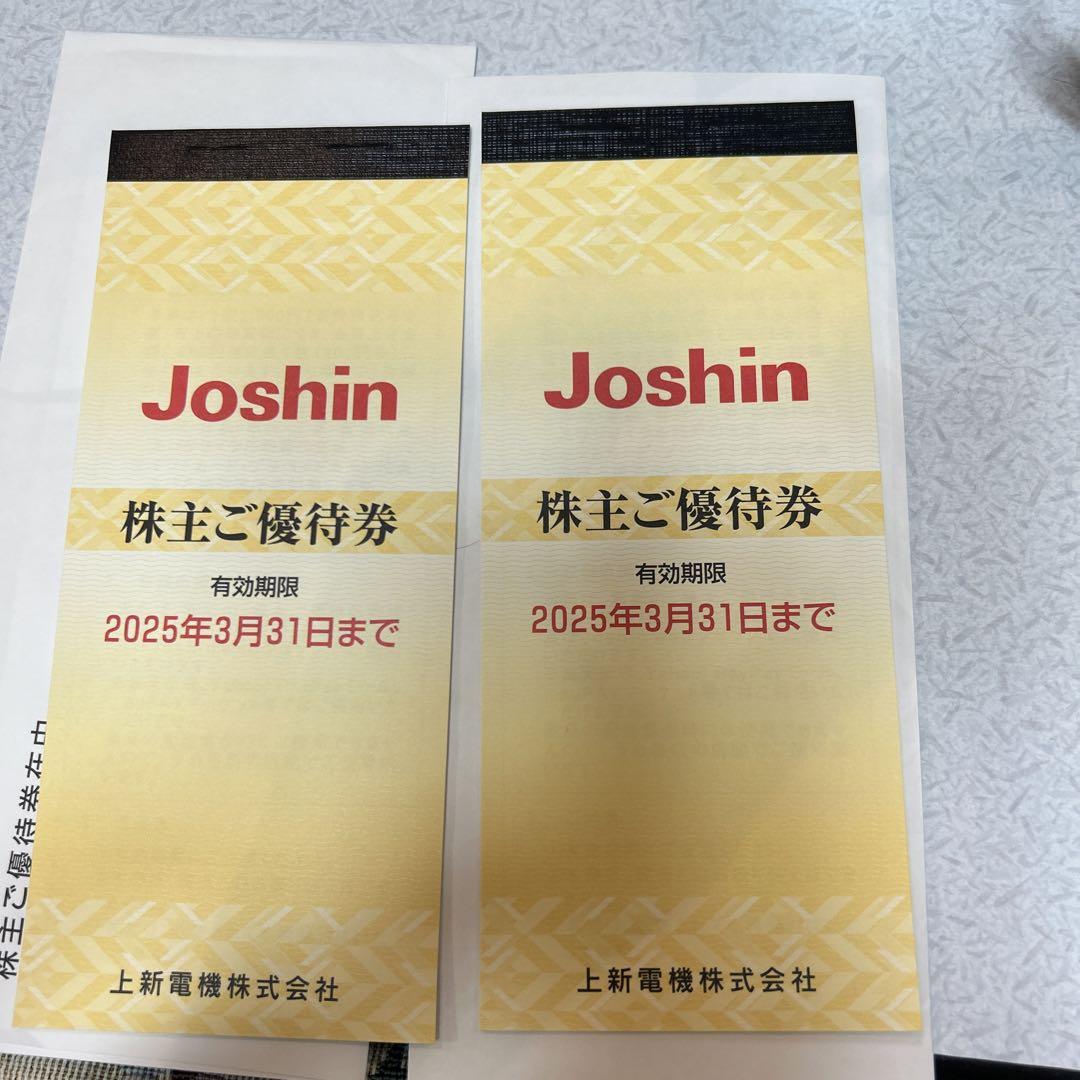 Joshin
株主ご優待券
有効期限
2025年3月31日まで
上新電機株式会社
Joshin
株主ご優待券
有効期限
2025年3月31日まで
上新電機株式会社
株主ご優待券在中